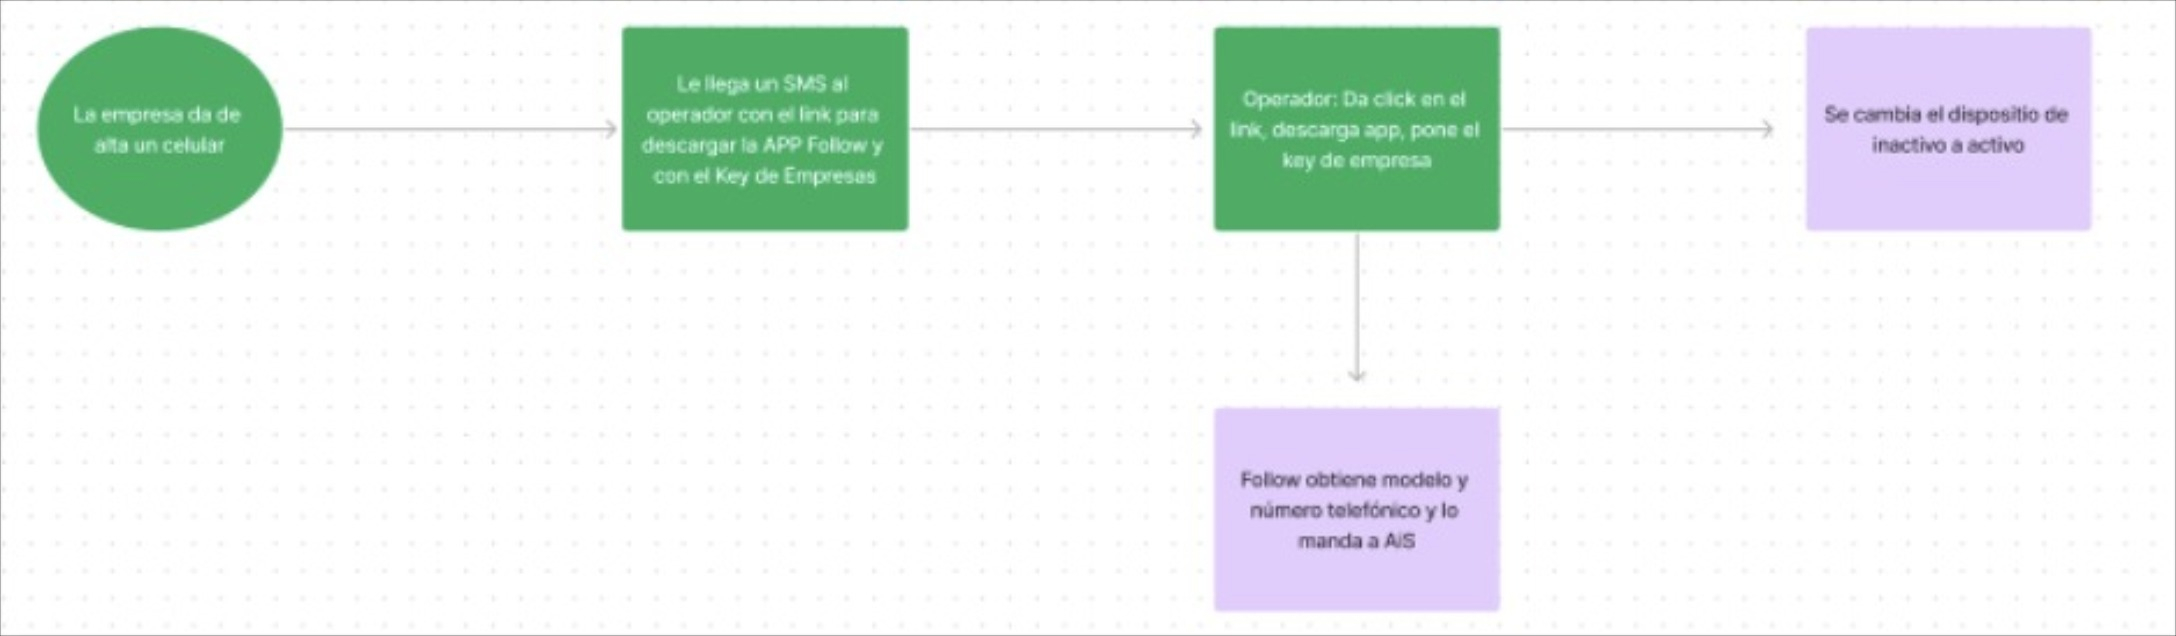 La empresa da de
alta un celular
Le llega un SMS al
operador con el link para
descargar la APP Follow y
con el Key de Empresas
Operador: Da click en el
link, descarga app, pone el
key de empresa
Se cambia el dispositio de
inactivo a activo
Follow obtiene modelo y
número telefónico y lo
manda a AiS